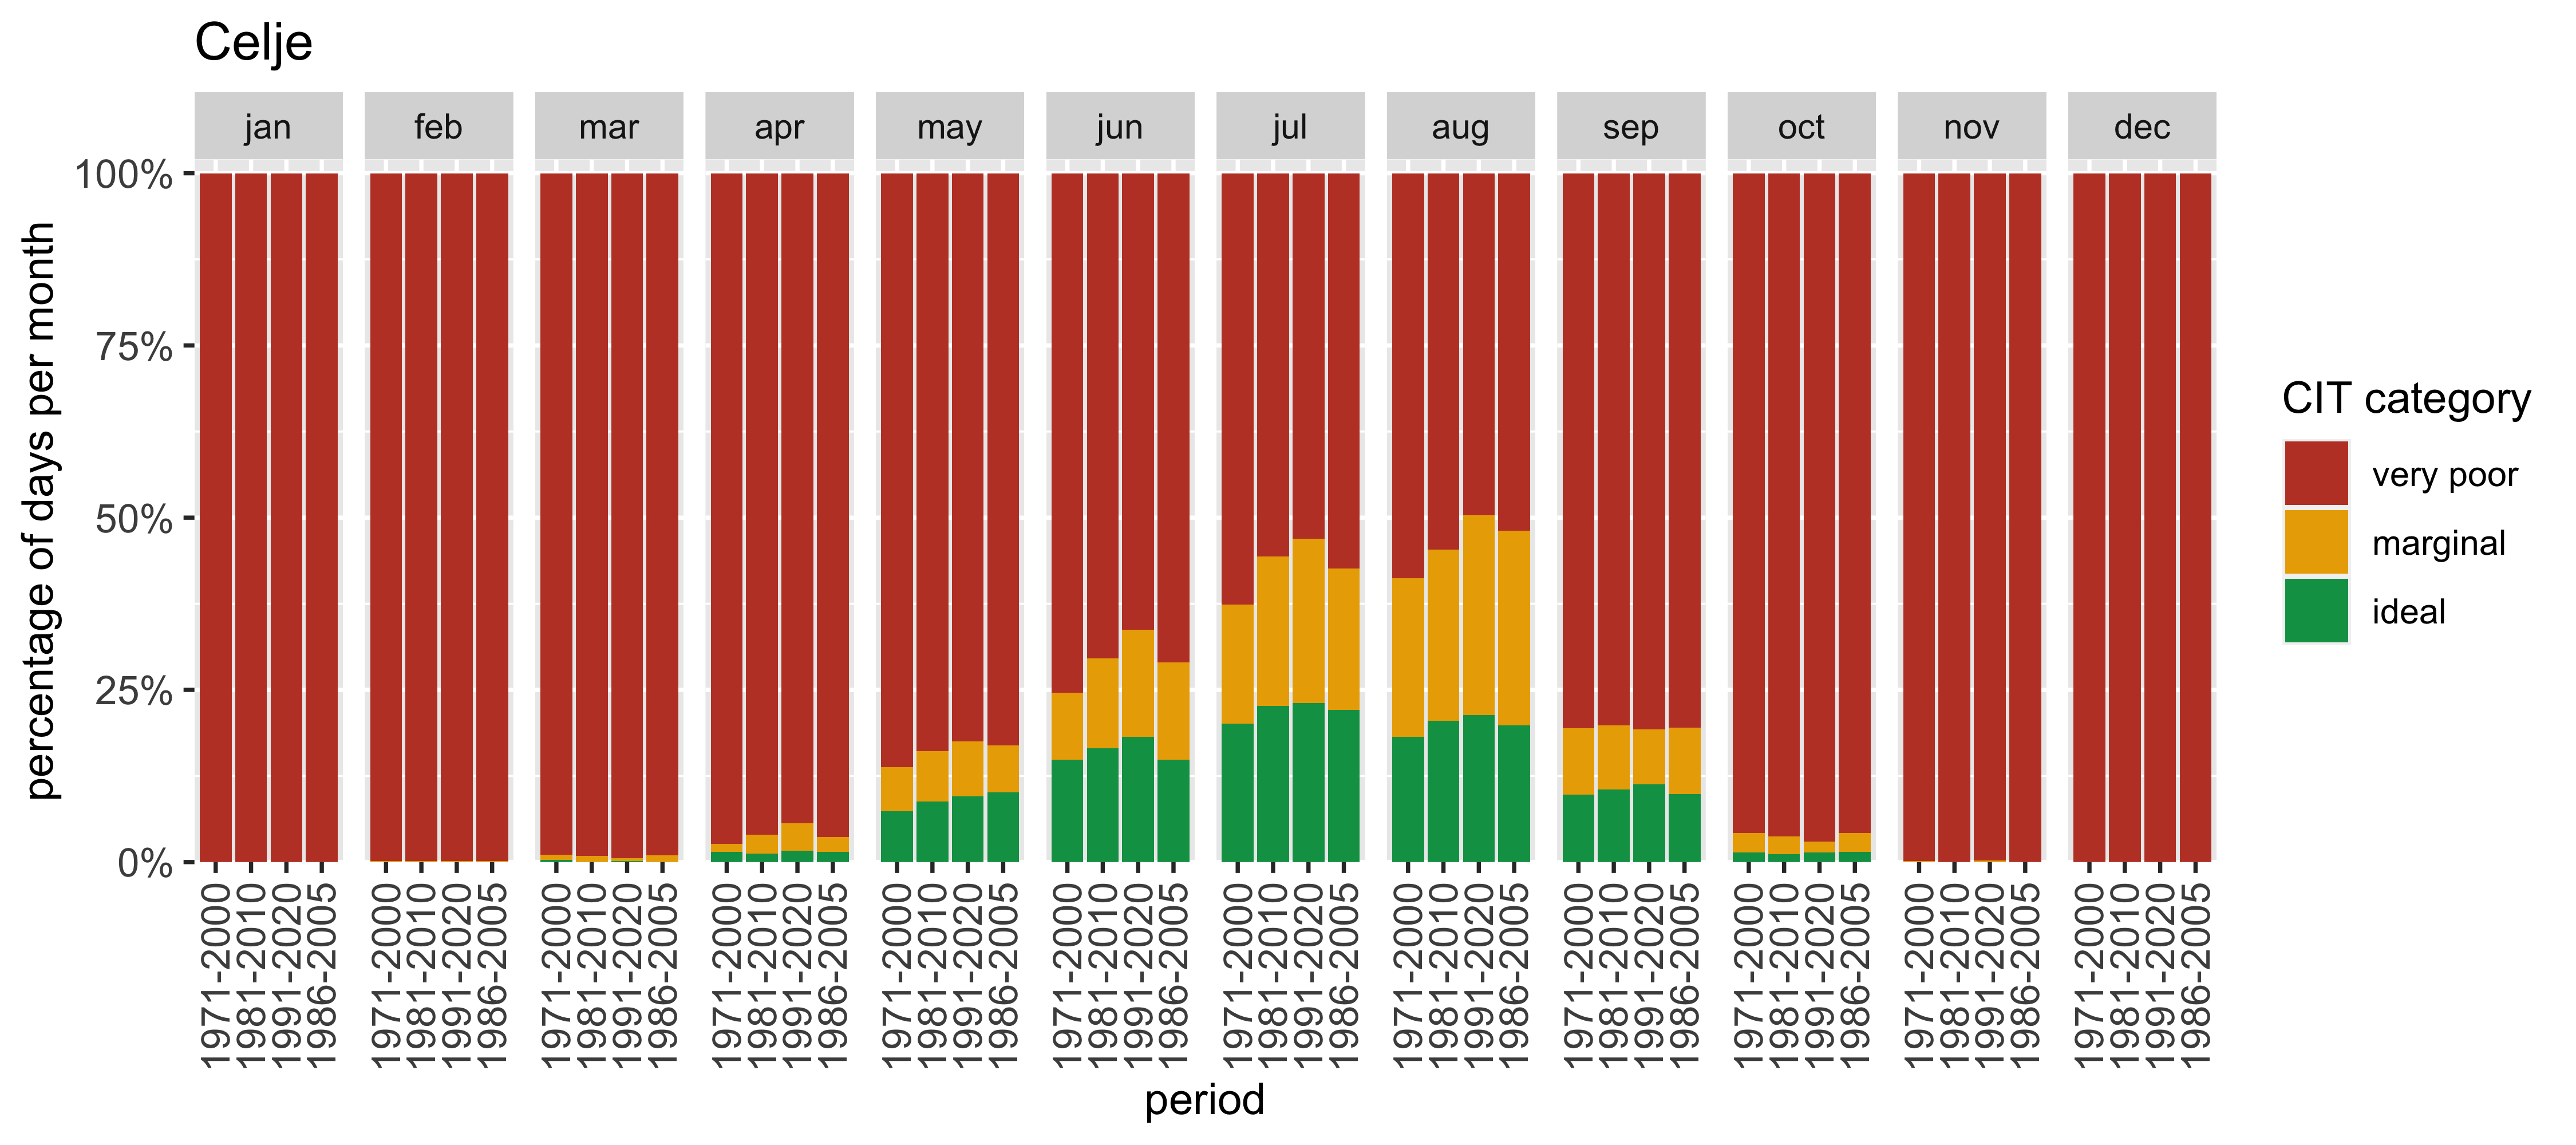 Celje
jan feb mar apr may jun jul aug sep oct nov dec
percentage of days per month
100%
75%
50%
25%
0%
1971-2000 1981-2010 1991-2020 1986-2005 1971-2000 1981-2010 1991-2020 1986-2005 1971-2000 1981-2010 1991-2020 1986-2005 1971-2000 1981-2010 1991-2020 1986-2005 1971-2000 1981-2010 1991-2020 1986-2005 1971-2000 1981-2010 1991-2020 1986-2005 1971-2000 1981-2010 1991-2020 1986-2005 1971-2000 1981-2010 1991-2020 1986-2005 1971-2000 1981-2010 1991-2020 1986-2005 1971-2000 1981-2010 1991-2020 1986-2005 1971-2000 1981-2010 1991-2020 1986-2005 1971-2000 1981-2010 1991-2020 1986-2005
period
CIT category
very poor
marginal
ideal